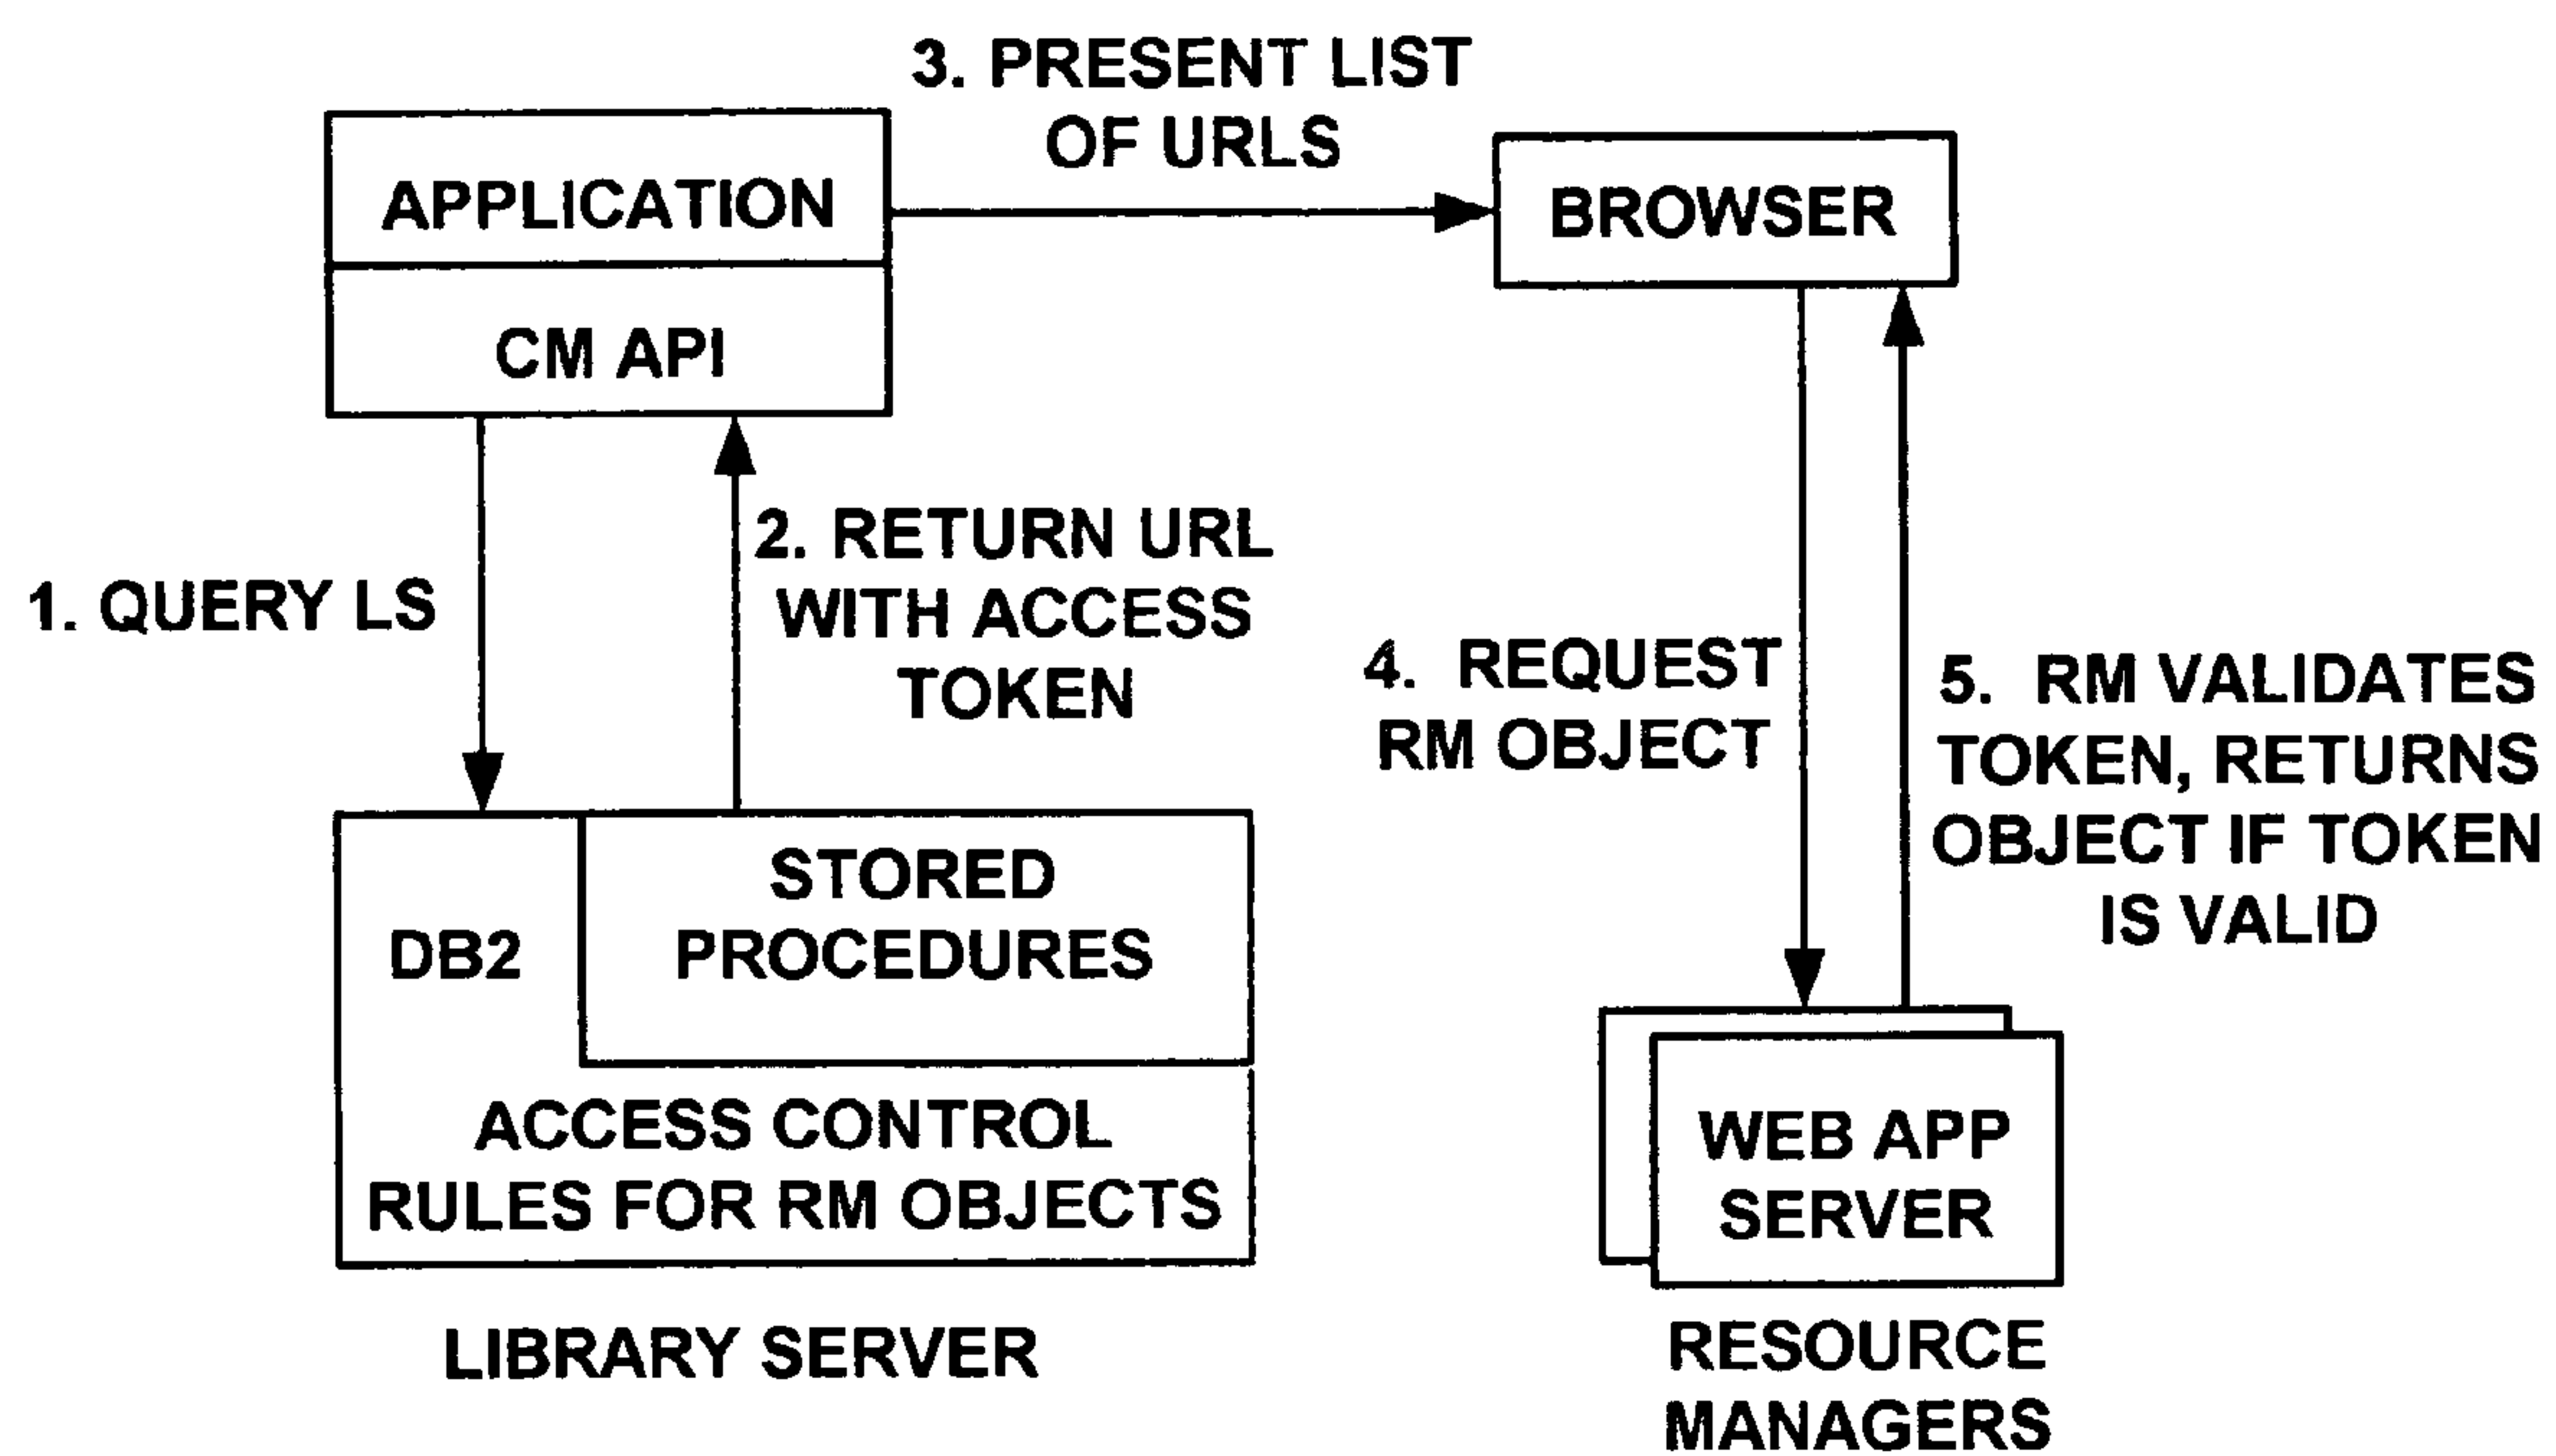 3. PRESENT LIST
OF URLS
APPLICATION
BROWSER
CM API
1. QUERY LS
2. RETURN URL
WITH ACCESS
TOKEN
4. REQUEST
RM OBJECT
5. RM VALIDATES
TOKEN, RETURNS
OBJECT IF TOKEN
IS VALID
DB2
STORED
PROCEDURES
ACCESS CONTROL
RULES FOR RM OBJECTS
LIBRARY SERVER
WEB APP
SERVER
RESOURCE
MANAGERS